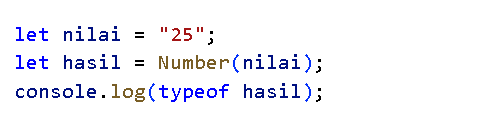 let nilai = "25";
let hasil = Number(nilai);
console.log(typeof hasil);